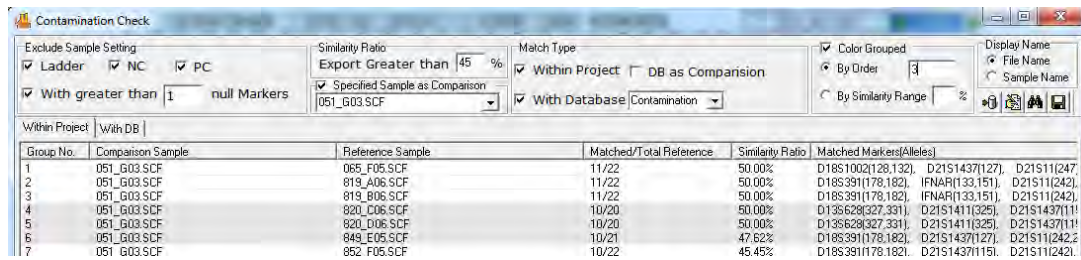 Contamination Check
Exclude Sample Setting
Ladder NC PC
With greater than 1 null Markers
Similarity Ratio
Export Greater than 45 %
Specified Sample as Comparison
051_G03.SCF
Match Type
Within Project DB as Comparision
With Database Contamination
Color Grouped
By Order 3
By Similarity Range %
Display Name
File Name
Sample Name
Within Project With DB
Group No. Comparison Sample Reference Sample Matched/Total Reference Similarity Ratio Matched Markers(Alleles)
1 051_G03.SCF 065_F05.SCF 11/22 50.00% D18S1002(128,132), D21S1437(127), D21S11(247
2 051_G03.SCF 819_A06.SCF 11/22 50.00% D18S391(178,182), IFNAR(133,151), D21S11(242),
3 051_G03.SCF 819_B06.SCF 11/22 50.00% D18S391(178,182), IFNAR(133,151), D21S11(242),
4 051_G03.SCF 820_C06.SCF 10/20 50.00% D13S628(327,331), D21S1411(325), D21S1437(115
5 051_G03.SCF 820_D06.SCF 10/20 50.00% D13S628(327,331), D21S1411(325), D21S1437(115
6 051_G03.SCF 849_E05.SCF 10/21 47.62% D18S391(178,182), D21S1437(127), D21S11(242,2
7 051_G03.SCF 852_F05.SCF 10/22 45.45% D18S391(178,182), D21S1437(115), D21S11(242),